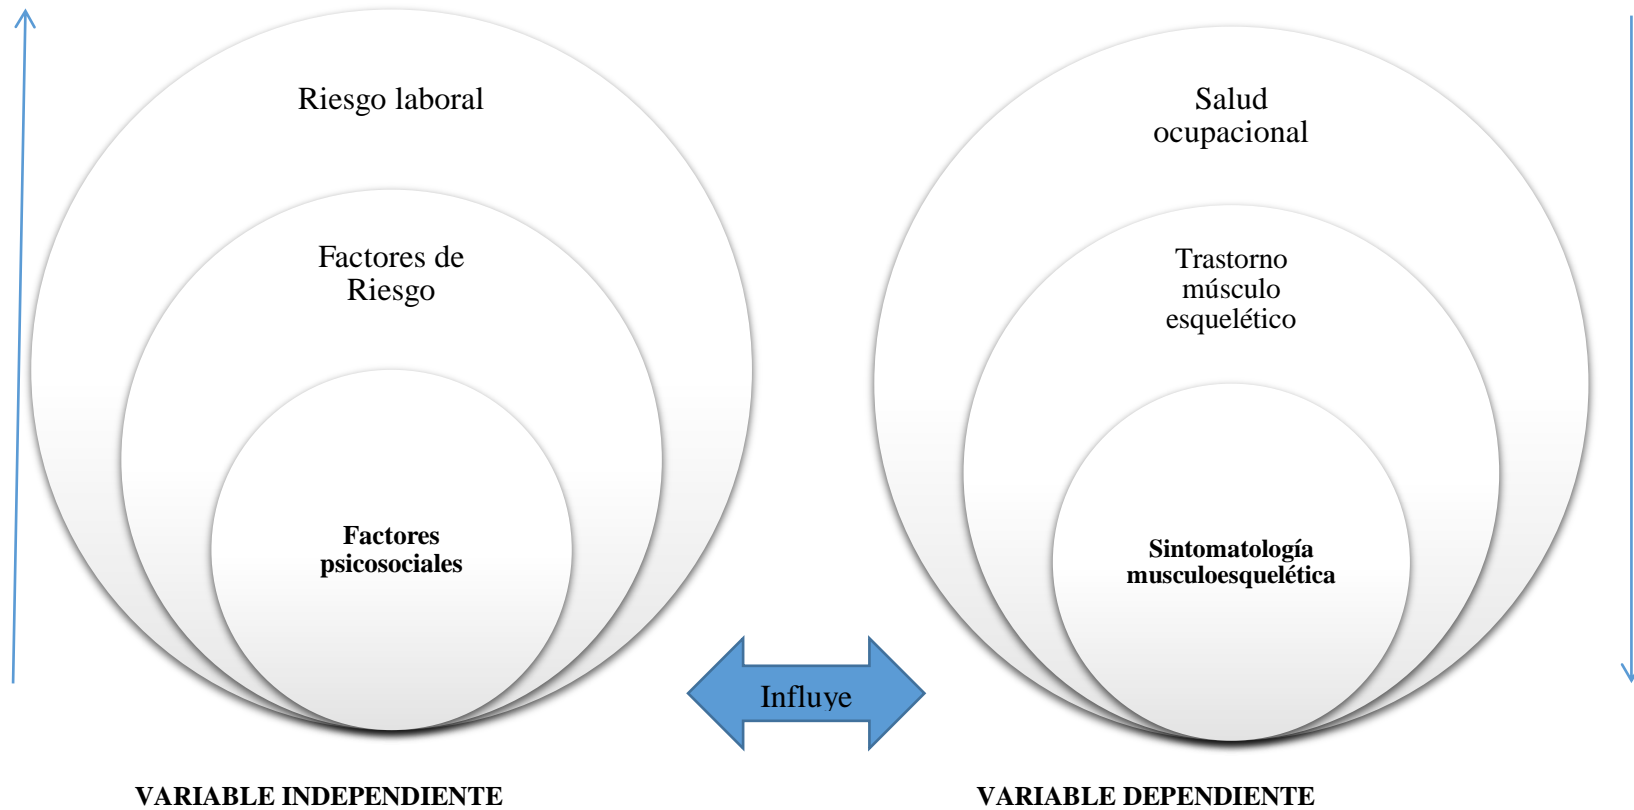 Riesgo laboral
Factores de
Riesgo
Factores
psicosociales
Salud
ocupacional
Trastorno
músculo
esquelético
Sintomatología
musculoesquelética
Influye
VARIABLE INDEPENDIENTE
VARIABLE DEPENDIENTE